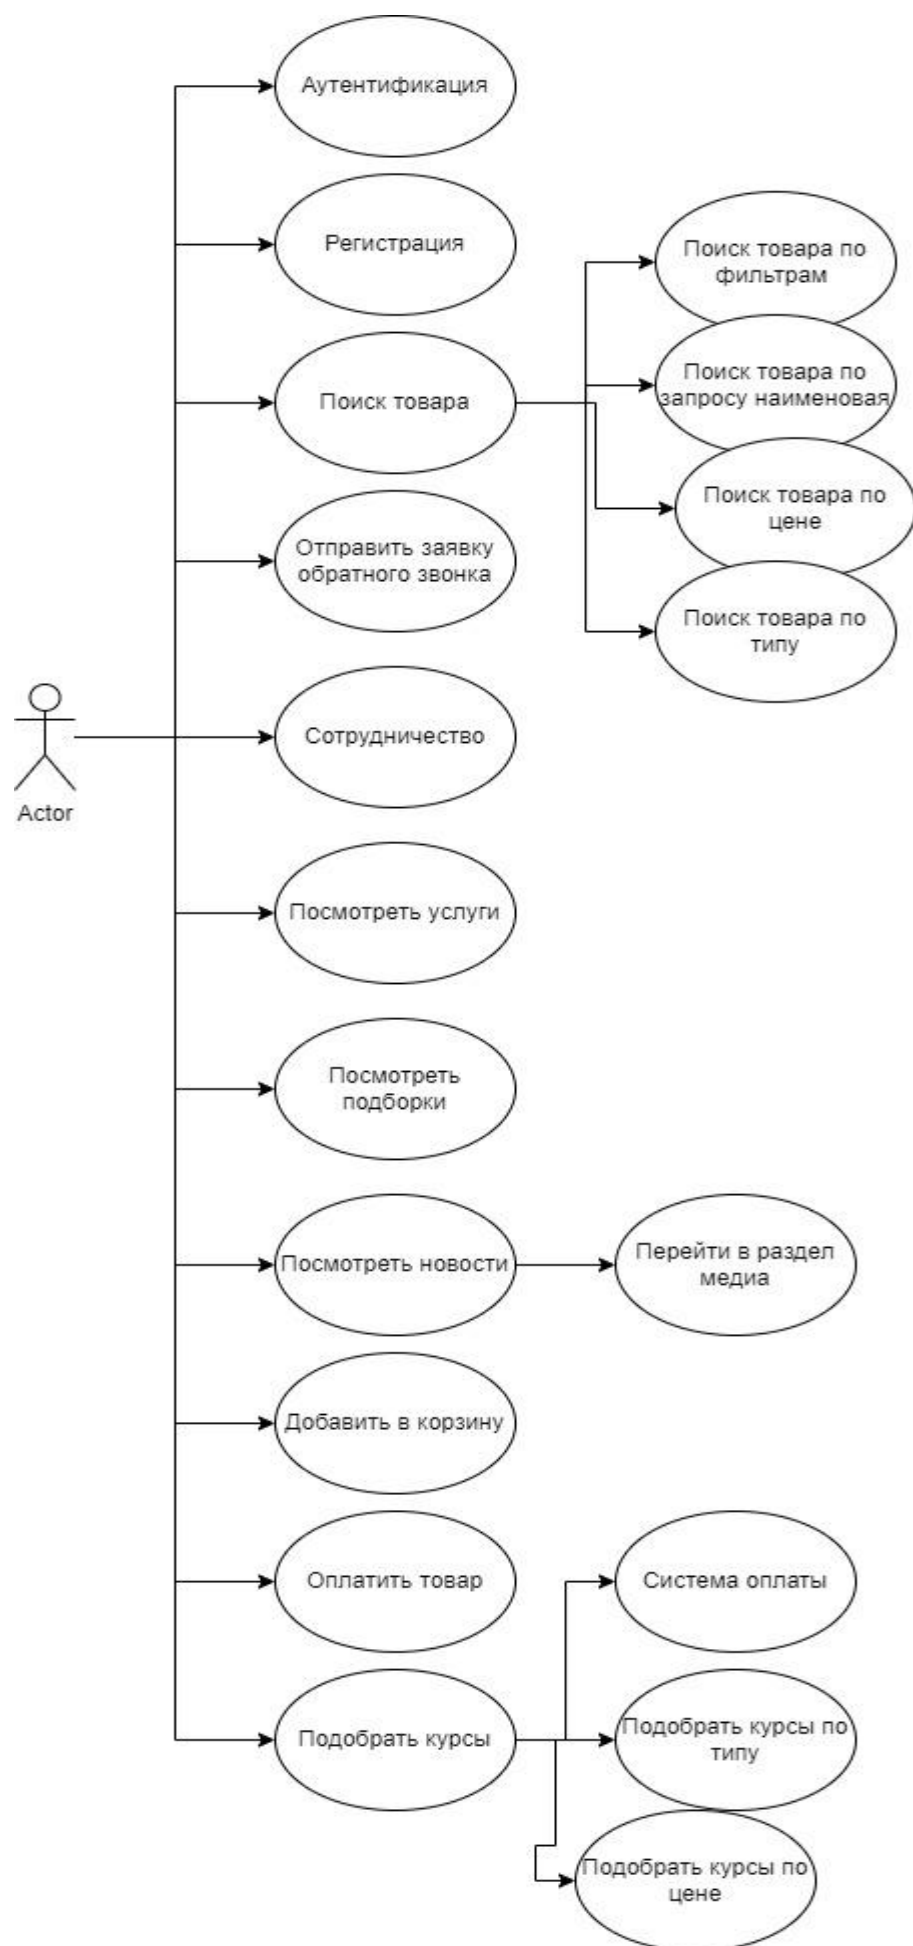 Аутентификация
Регистрация
Поиск товара по
фильтрам
Поиск товара
Поиск товара по
запросу наименовая
Поиск товара по
цене
Отправить заявку
обратного звонка
Поиск товара по
типу
Сотрудничество
Actor
Посмотреть услуги
Посмотреть
подборки
Посмотреть новости
Перейти в раздел
медиа
Добавить в корзину
Оплатить товар
Система оплаты
Подобрать курсы
Подобрать курсы по
типу
Подобрать курсы по
цене